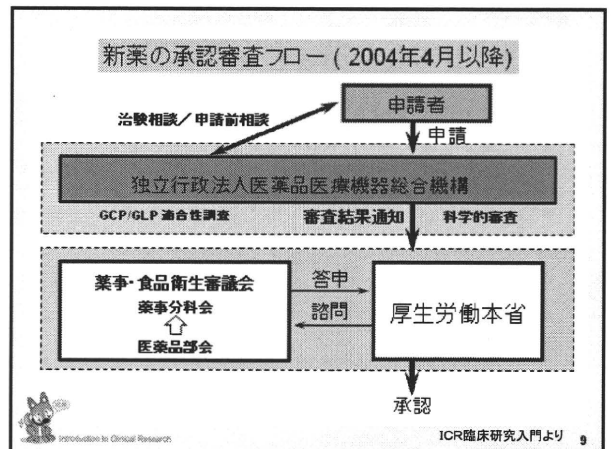 新薬の承認審査フロー ( 2004年4月以降)
申請者
治験相談／申請前相談
申請
独立行政法人医薬品医療機器総合機構
GCP/GLP 適合性調査
審査結果通知
科学的審査
薬事・食品衛生審議会
薬事分科会
医薬品部会
答申
諮問
厚生労働本省
承認
Introduction to Clinical Research
ICR臨床研究入門より
9